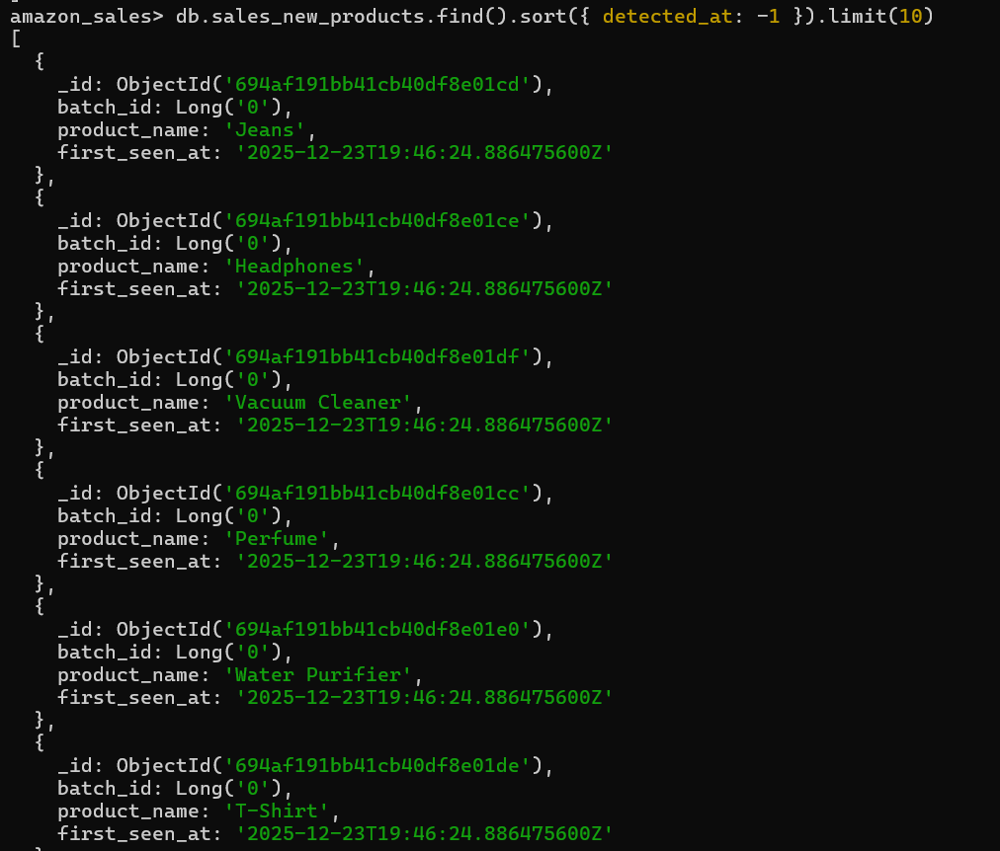 amazon_sales> db.sales_new_products.find().sort({ detected_at: -1 }).limit(10)
[
  {
    _id: ObjectId('694af191bb41cb40df8e01cd'),
    batch_id: Long('0'),
    product_name: 'Jeans',
    first_seen_at: '2025-12-23T19:46:24.886475600Z'
  },
  {
    _id: ObjectId('694af191bb41cb40df8e01ce'),
    batch_id: Long('0'),
    product_name: 'Headphones',
    first_seen_at: '2025-12-23T19:46:24.886475600Z'
  },
  {
    _id: ObjectId('694af191bb41cb40df8e01df'),
    batch_id: Long('0'),
    product_name: 'Vacuum Cleaner',
    first_seen_at: '2025-12-23T19:46:24.886475600Z'
  },
  {
    _id: ObjectId('694af191bb41cb40df8e01cc'),
    batch_id: Long('0'),
    product_name: 'Perfume',
    first_seen_at: '2025-12-23T19:46:24.886475600Z'
  },
  {
    _id: ObjectId('694af191bb41cb40df8e01e0'),
    batch_id: Long('0'),
    product_name: 'Water Purifier',
    first_seen_at: '2025-12-23T19:46:24.886475600Z'
  },
  {
    _id: ObjectId('694af191bb41cb40df8e01de'),
    batch_id: Long('0'),
    product_name: 'T-Shirt',
    first_seen_at: '2025-12-23T19:46:24.886475600Z'